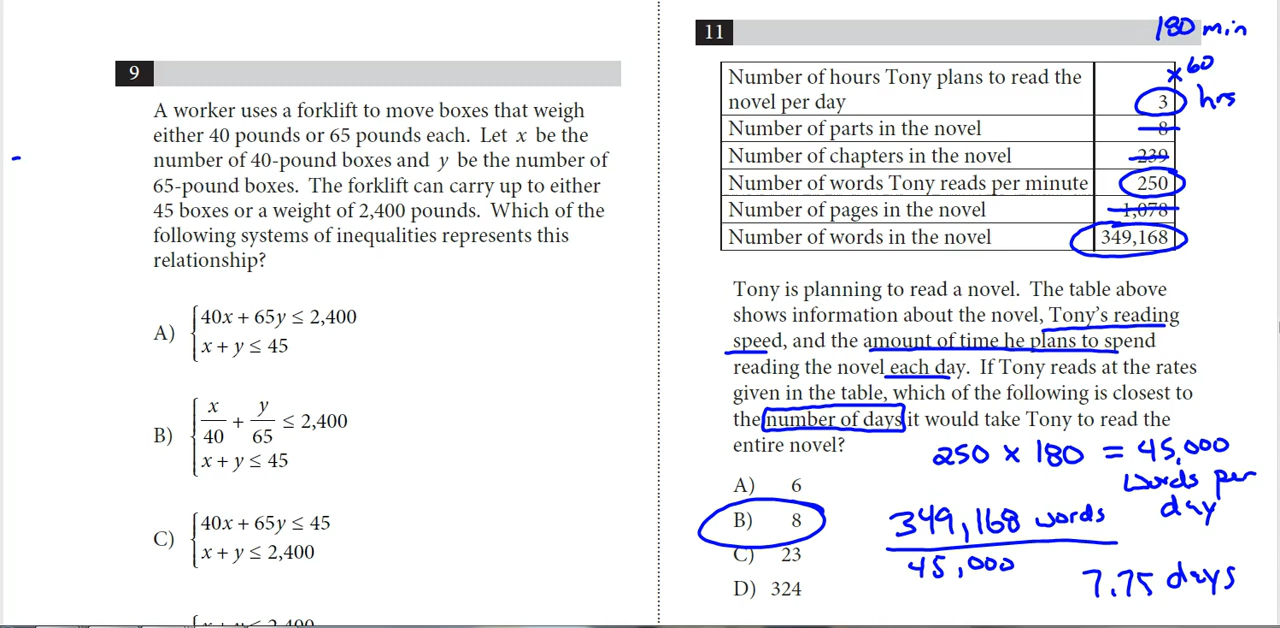 9
A worker uses a forklift to move boxes that weigh
either 40 pounds or 65 pounds each. Let x be the
number of 40-pound boxes and y be the number of
65-pound boxes. The forklift can carry up to either
45 boxes or a weight of 2,400 pounds. Which of the
following systems of inequalities represents this
relationship?
A) 40x + 65y ≤ 2,400
x + y ≤ 45
B) x/40 + y/65 ≤ 2,400
x + y ≤ 45
C) 40x + 65y ≤ 45
x + y ≤ 2,400
11
180 min
× 60
hrs
Number of hours Tony plans to read the
novel per day 3
Number of parts in the novel 8
Number of chapters in the novel 239
Number of words Tony reads per minute 250
Number of pages in the novel 1,078
Number of words in the novel 349,168
Tony is planning to read a novel. The table above
shows information about the novel, Tony's reading
speed, and the amount of time he plans to spend
reading the novel each day. If Tony reads at the rates
given in the table, which of the following is closest to
the number of days it would take Tony to read the
entire novel?
A) 6
B) 8
C) 23
D) 324
250 × 180 = 45,000
words per
day
349,168 words
45,000
7.75 days